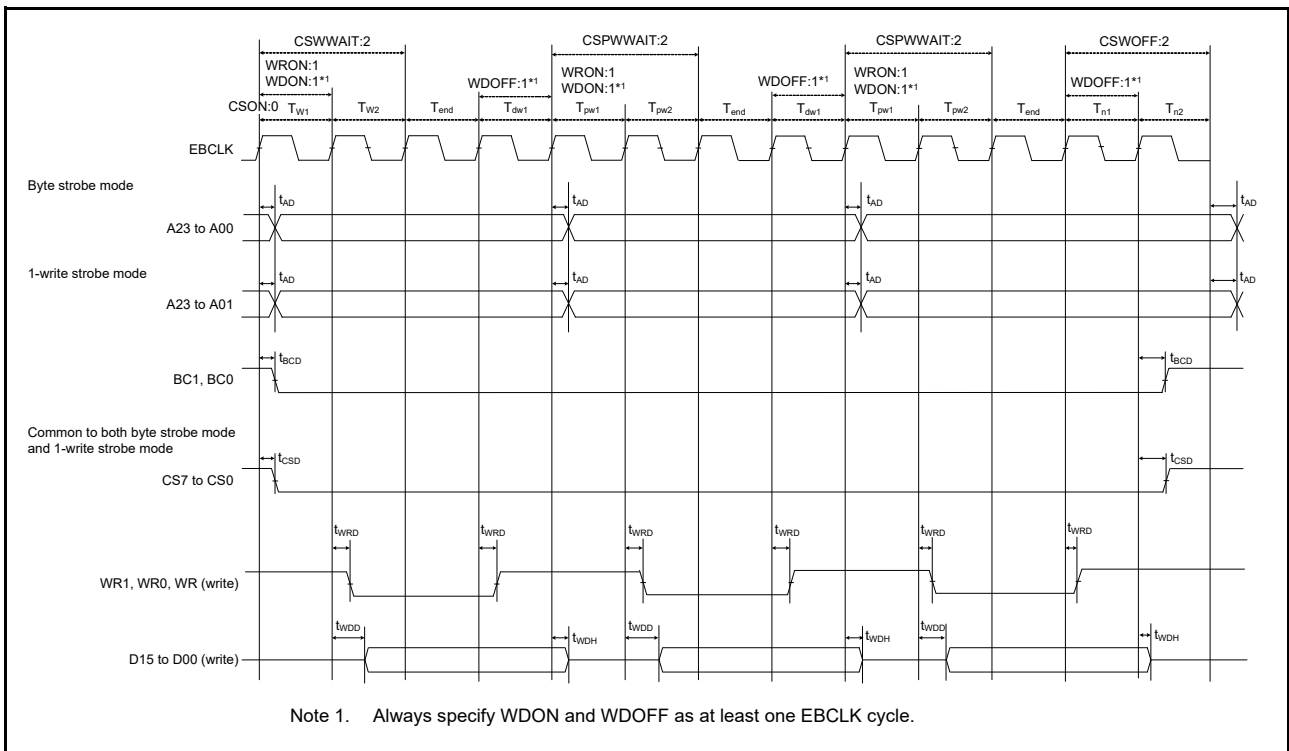 CSWWAIT:2 CSPWWAIT:2 CSPWWAIT:2 CSWOFF:2
WRON:1 WRON:1 WRON:1
WDON:1*1 WDOFF:1*1 WDON:1*1 WDOFF:1*1 WDON:1*1 WDOFF:1*1
CSON:0 TW1 TW2 Tend Tdw1 Tpw1 Tpw2 Tend Tdw1 Tpw1 Tpw2 Tend Tn1 Tn2
EBCLK
Byte strobe mode
tAD tAD tAD tAD
A23 to A00
1-write strobe mode
tAD tAD tAD tAD
A23 to A01
tBCD tBCD
BC1, BC0
Common to both byte strobe mode
and 1-write strobe mode
tCSD tCSD
CS7 to CS0
tWRD tWRD tWRD tWRD tWRD tWRD
WR1, WR0, WR (write)
tWDD tWDH tWDD tWDH tWDD tWDH
D15 to D00 (write)
Note 1. Always specify WDON and WDOFF as at least one EBCLK cycle.